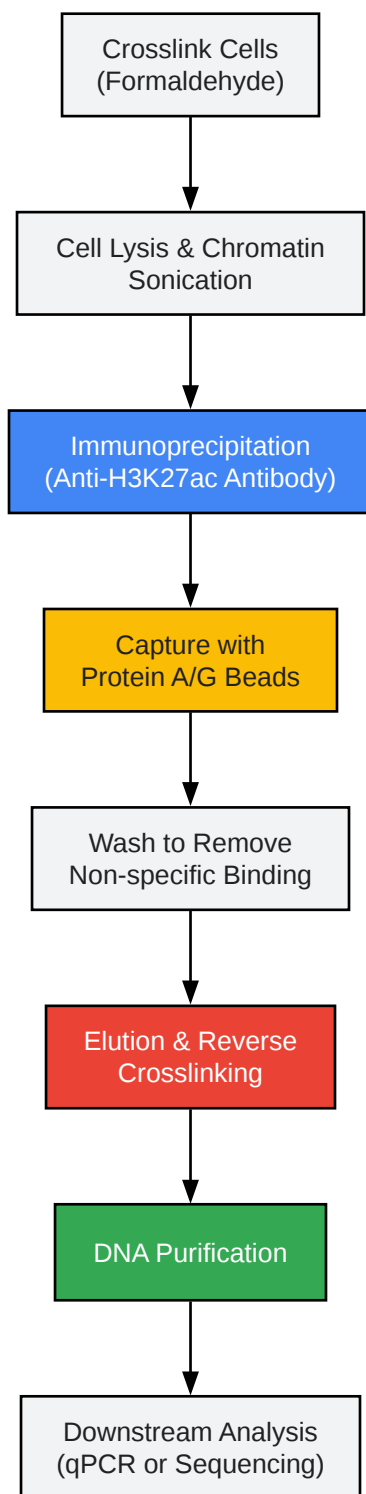 Crosslink Cells
(Formaldehyde)
Cell Lysis & Chromatin
Sonication
Immunoprecipitation
(Anti-H3K27ac Antibody)
Capture with
Protein A/G Beads
Wash to Remove
Non-specific Binding
Elution & Reverse
Crosslinking
DNA Purification
Downstream Analysis
(qPCR or Sequencing)